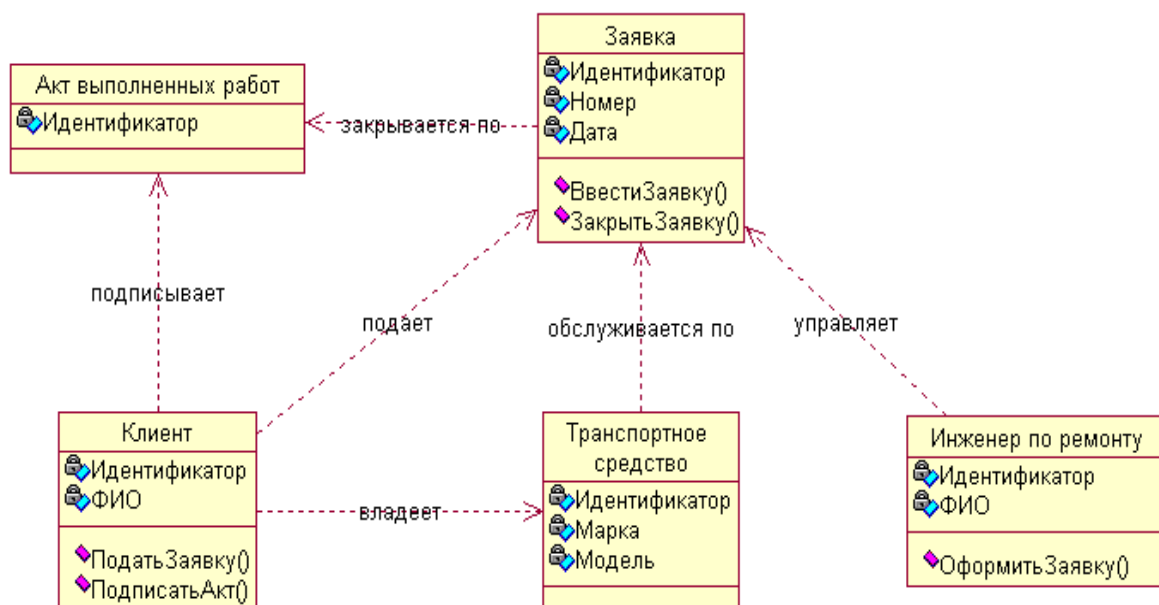 Заявка
Идентификатор
Номер
Дата
ВвестиЗаявку()
ЗакрытьЗаявку()
Акт выполненных работ
Идентификатор
закрывается по
подписывает
подает
обслуживается по
управляет
Клиент
Идентификатор
ФИО
ПодатьЗаявку()
ПодписатьАкт()
владеет
Транспортное
средство
Идентификатор
Марка
Модель
Инженер по ремонту
Идентификатор
ФИО
ОформитьЗаявку()